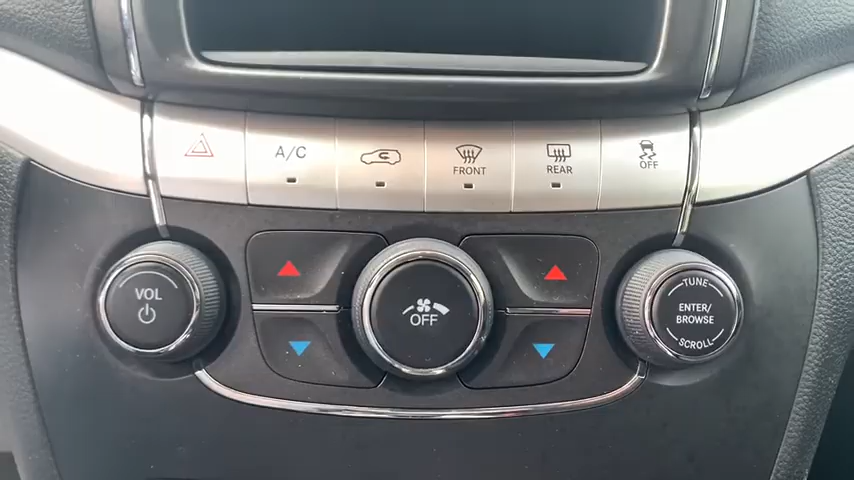 A/C
FRONT
REAR
OFF
VOL
OFF
TUNE
ENTER/
BROWSE
SCROLL